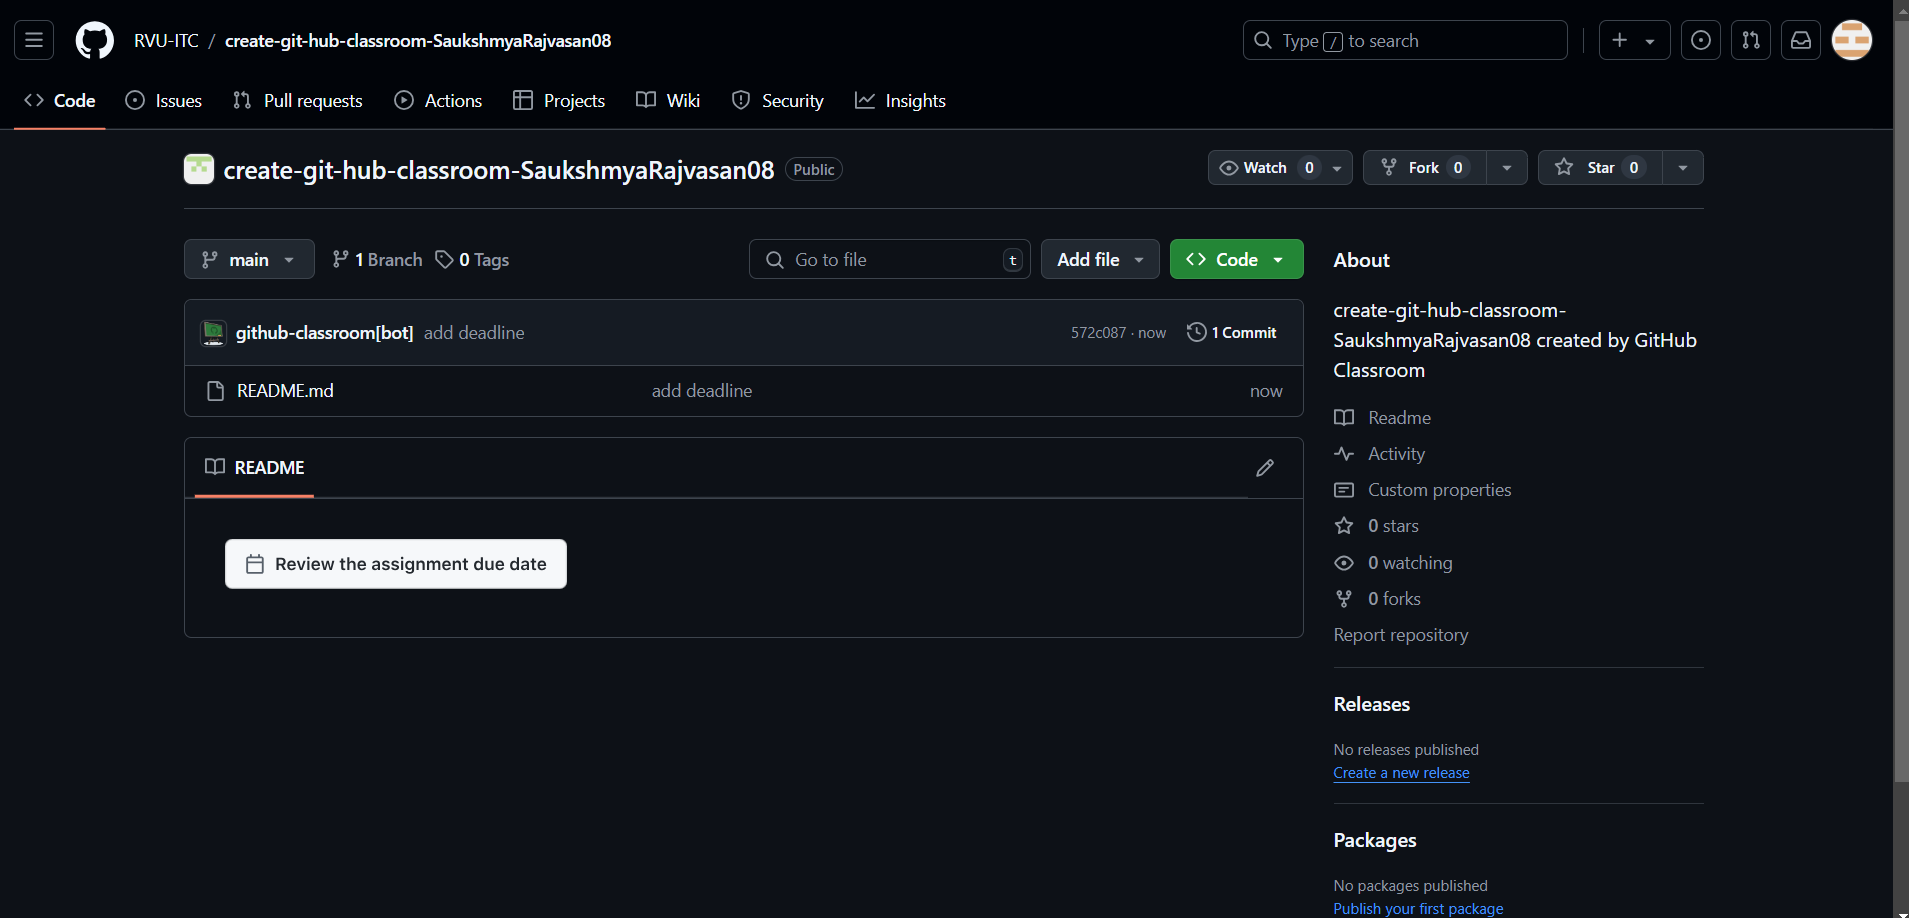 RVU-ITC / create-git-hub-classroom-SaukshmyaRajvasan08
Type / to search
Code Issues Pull requests Actions Projects Wiki Security Insights
create-git-hub-classroom-SaukshmyaRajvasan08 Public
Watch 0 Fork 0 Star 0
main 1 Branch 0 Tags Go to file t Add file Code
github-classroom[bot] add deadline 572c087 · now 1 Commit
README.md add deadline now
README
Review the assignment due date
About
create-git-hub-classroom-
SaukshmyaRajvasan08 created by GitHub
Classroom
Readme
Activity
Custom properties
0 stars
0 watching
0 forks
Report repository
Releases
No releases published
Create a new release
Packages
No packages published
Publish your first package